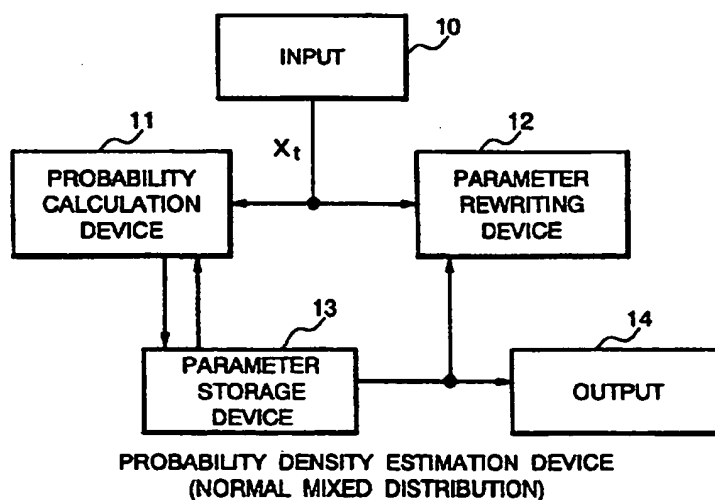 10
INPUT
11
12
X_t
PROBABILITY
CALCULATION
DEVICE
PARAMETER
REWRITING
DEVICE
13
14
PARAMETER
STORAGE
DEVICE
OUTPUT
PROBABILITY DENSITY ESTIMATION DEVICE
(NORMAL MIXED DISTRIBUTION)